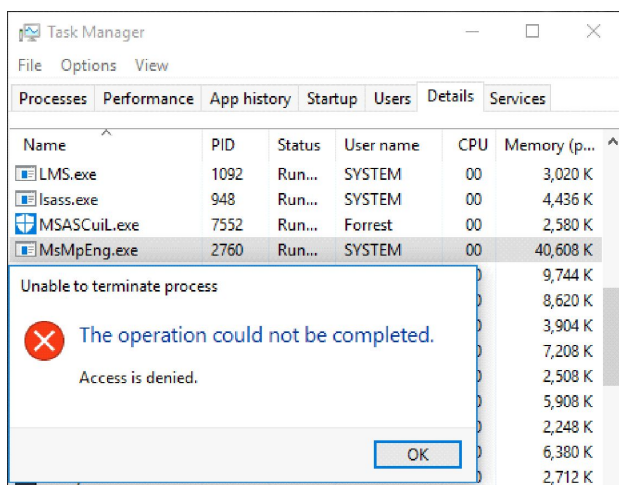 Task Manager
File Options View
Processes Performance App history Startup Users Details Services
Name PID Status User name CPU Memory (p...
LMS.exe 1092 Run... SYSTEM 00 3,020 K
lsass.exe 948 Run... SYSTEM 00 4,436 K
MSASCuiL.exe 7552 Run... Forrest 00 2,580 K
MsMpEng.exe 2760 Run... SYSTEM 00 40,608 K
9,744 K
Unable to terminate process
8,620 K
The operation could not be completed.
3,904 K
7,208 K
Access is denied.
2,508 K
5,908 K
2,248 K
OK
6,380 K
2,712 K